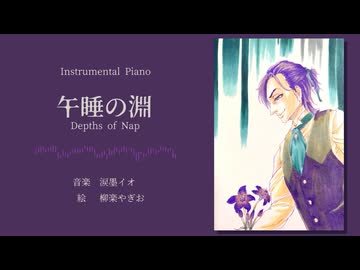 Instrumental Piano
午睡の淵
Depths of Nap
音楽 涙墨イオ
絵 柳楽やぎお